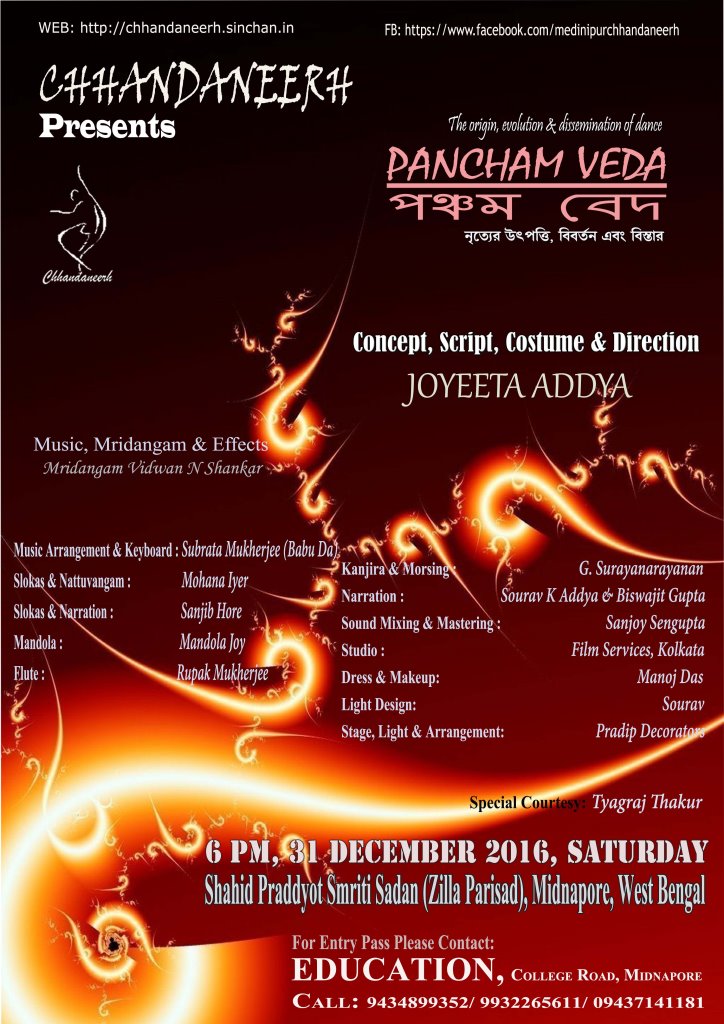 WEB: http://chhandaneerh.sinchan.in
FB: https://www.facebook.com/medinipurchhandaneerh
CHHANDANEERH
Presents
The origin, evolution & dissemination of dance
PANCHAM VEDA
পঞ্চম বেদ
নৃত্যের উৎপত্তি, বিবর্তন এবং বিস্তার
Chhandaneerh
Concept, Script, Costume & Direction
JOYEETA ADDYA
Music, Mridangam & Effects
Mridangam Vidwan N Shankar
Music Arrangement & Keyboard : Subrata Mukherjee (Babu Da)
Slokas & Nattuvangam : Mohana Iyer
Slokas & Narration : Sanjib Hore
Mandola : Mandola Joy
Flute : Rupak Mukherjee
Kanjira & Morsing : G. Surayanarayanan
Narration : Sourav K Addya & Biswajit Gupta
Sound Mixing & Mastering : Sanjoy Sengupta
Studio : Film Services, Kolkata
Dress & Makeup: Manoj Das
Light Design: Sourav
Stage, Light & Arrangement: Pradip Decorators
Special Courtesy: Tyagraj Thakur
6 PM, 31 DECEMBER 2016, SATURDAY
Shahid Praddyot Smriti Sadan (Zilla Parisad), Midnapore, West Bengal
For Entry Pass Please Contact:
EDUCATION, COLLEGE ROAD, MIDNAPORE
CALL: 9434899352/ 9932265611/ 09437141181